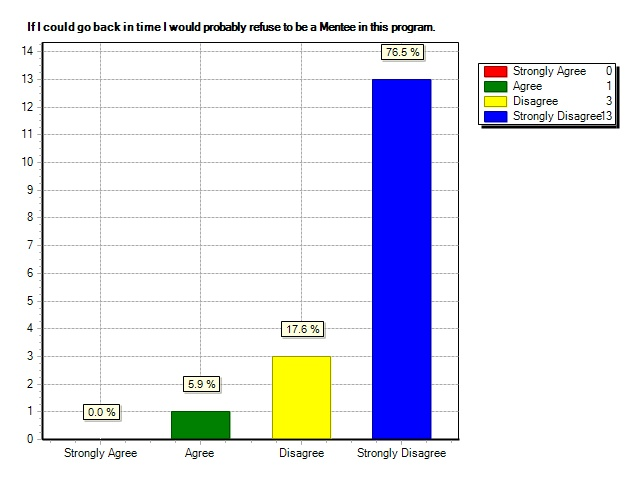 If I could go back in time I would probably refuse to be a Mentee in this program.
14
13
12
11
10
9
8
7
6
5
4
3
2
1
0
0.0 %
5.9 %
17.6 %
76.5 %
Strongly Agree
Agree
Disagree
Strongly Disagree
Strongly Agree 0
Agree 1
Disagree 3
Strongly Disagree13